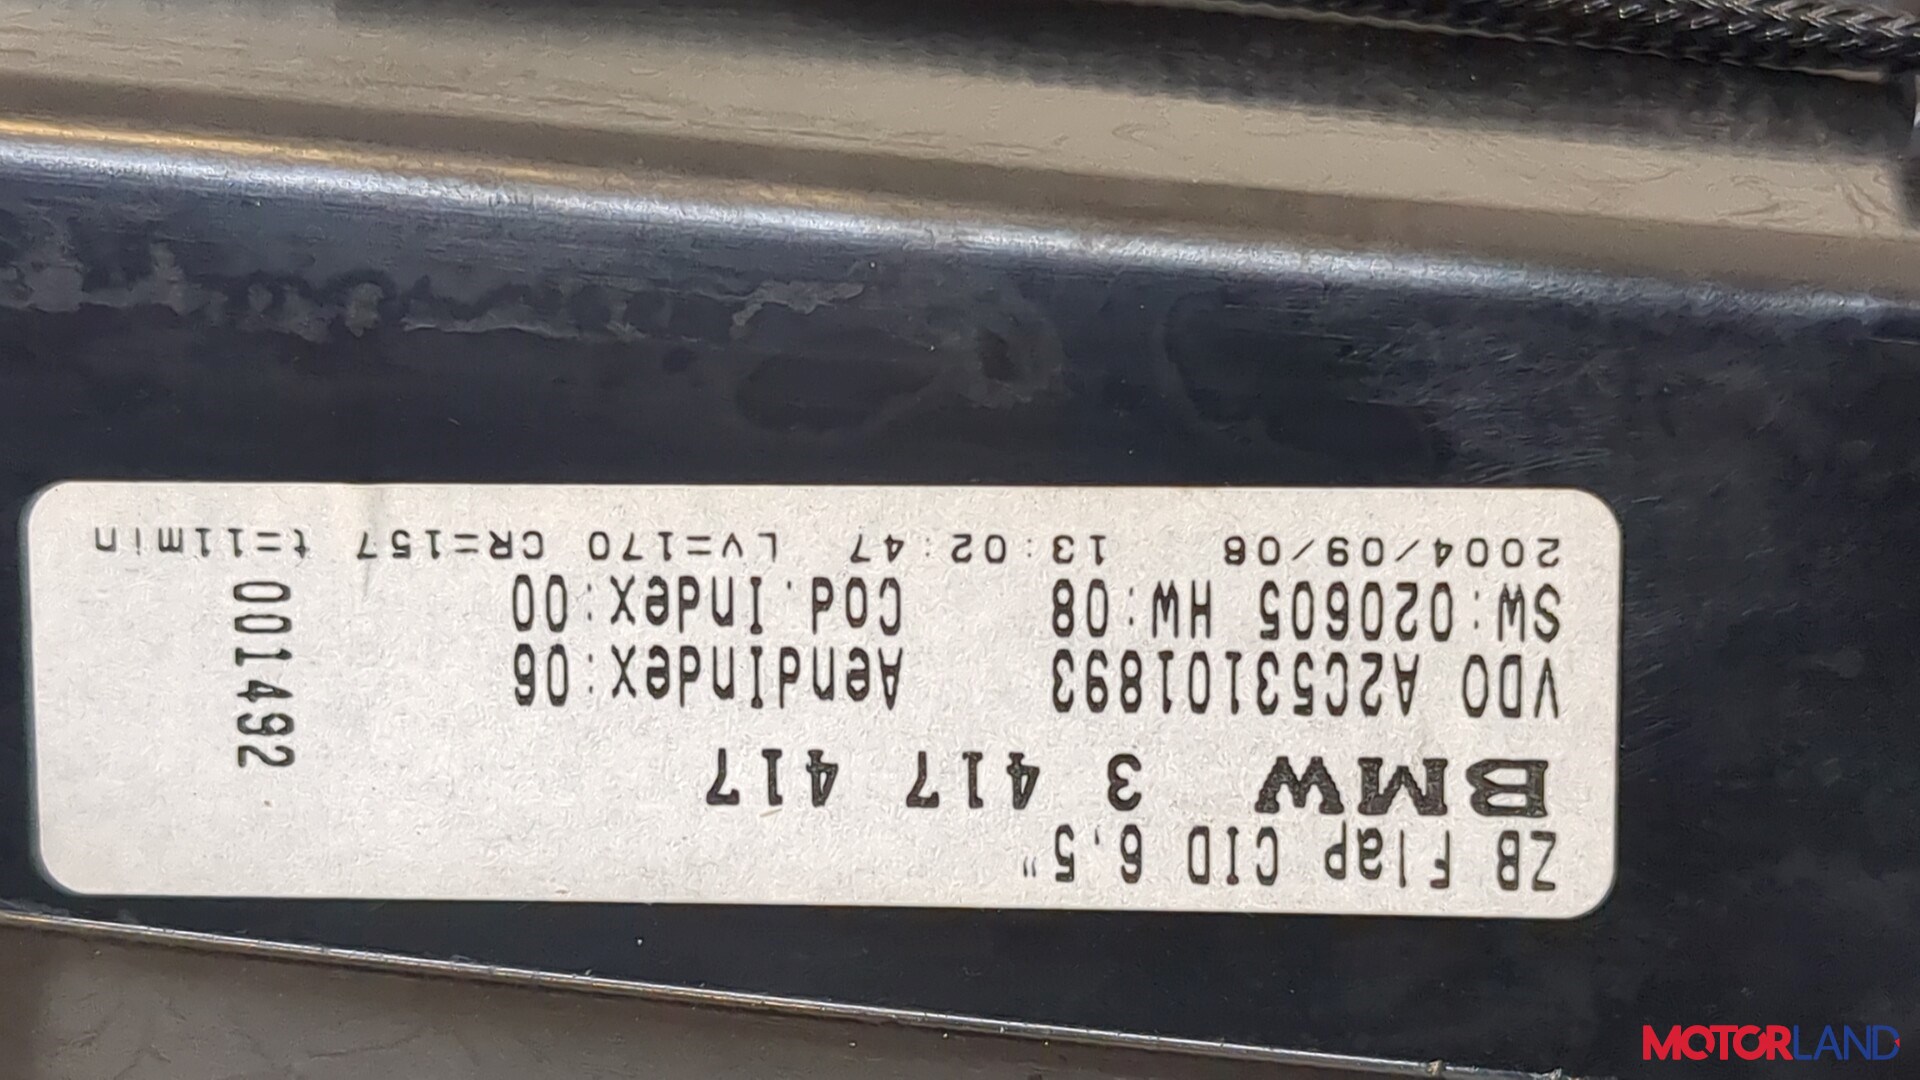 ZB Flap CID 6,5"
BMW 3 417 417
VDO A2C53101893 AendIndex:06
SW:020605 HW:08 Cod.Index:00
2004/09/08 13:02:47 LV=170 CR=157 t=11min
001492
MOTORLAND